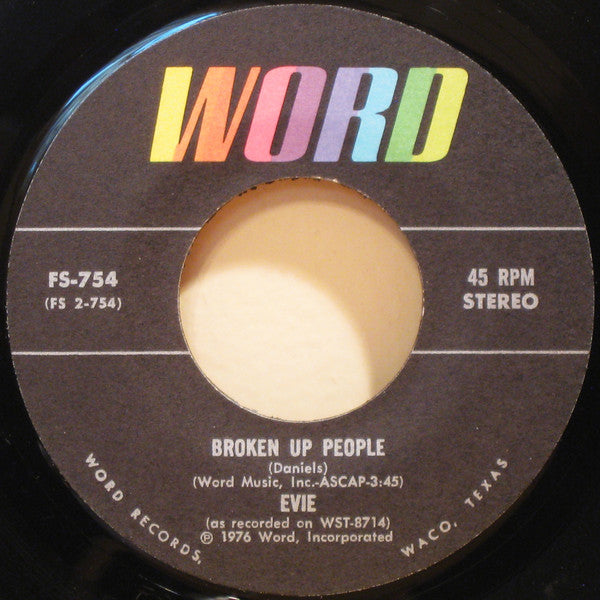 WORD
FS-754
(FS 2-754)
45 RPM
STEREO
BROKEN UP PEOPLE
(Daniels)
(Word Music, Inc.-ASCAP-3:45)
EVIE
(as recorded on WST-8714)
℗ 1976 Word, Incorporated
WORD RECORDS, WACO, TEXAS